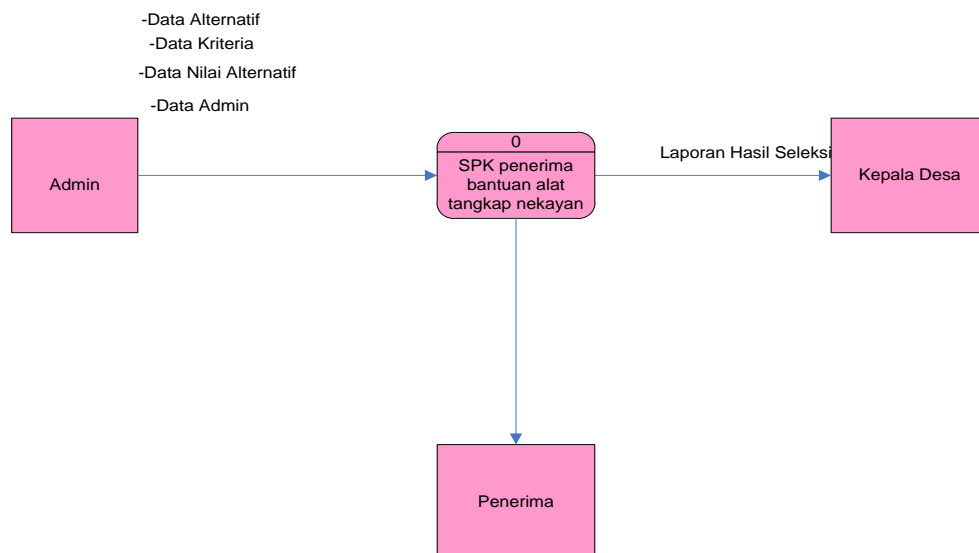 -Data Alternatif
-Data Kriteria
-Data Nilai Alternatif
-Data Admin
Admin
0
SPK penerima
bantuan alat
tangkap nekayan
Laporan Hasil Seleksi
Kepala Desa
Penerima